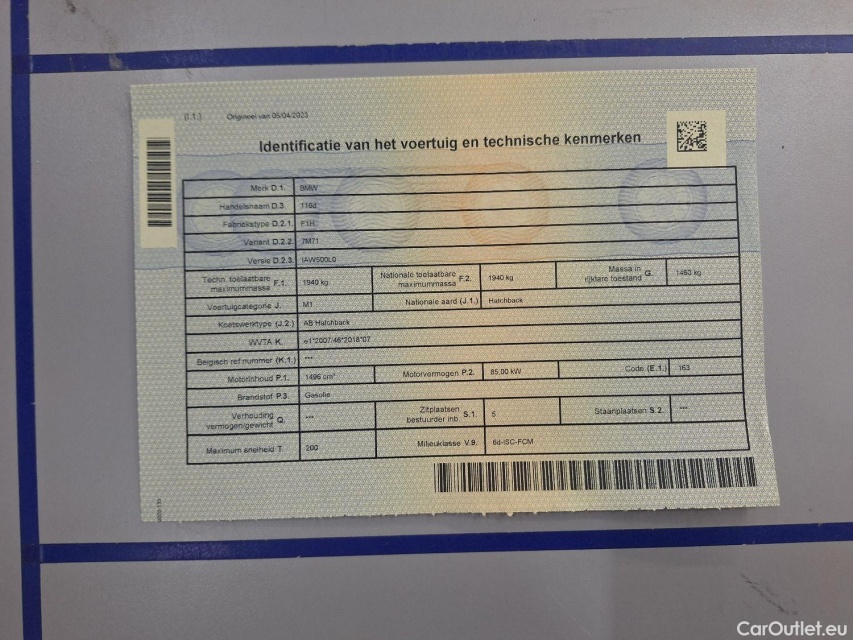 (I.1.) Origineel van 05/04/2023
Identificatie van het voertuig en technische kenmerken
Merk D.1. BMW
Handelsnaam D.3. 116d
Fabriekstype D.2.1. F1H
Variant D.2.2. 7M71
Versie D.2.3. IAW500L0
Techn. toelaatbare maximummassa F.1. 1940 kg Nationale toelaatbare maximummassa F.2. 1940 kg Massa in rijklare toestand G. 1460 kg
Voertuigcategorie J. M1 Nationale aard (J.1.) Hatchback
Koetswerktype (J.2.) AB Hatchback
WVTA K. e1*2007/46*2018*07
Belgisch ref nummer (K.1.) ---
Motorinhoud P.1. 1496 cm³ Motorvermogen P.2. 85,00 kW Code (E.1.) 163
Brandstof P.3. Gasolie
Verhouding vermogen/gewicht Q. --- Zitplaatsen bestuurder inb. S.1. 5 Staanplaatsen S.2. ---
Maximum snelheid T. 200 Milieuklasse V.9. 6d-ISC-FCM
CarOutlet.eu